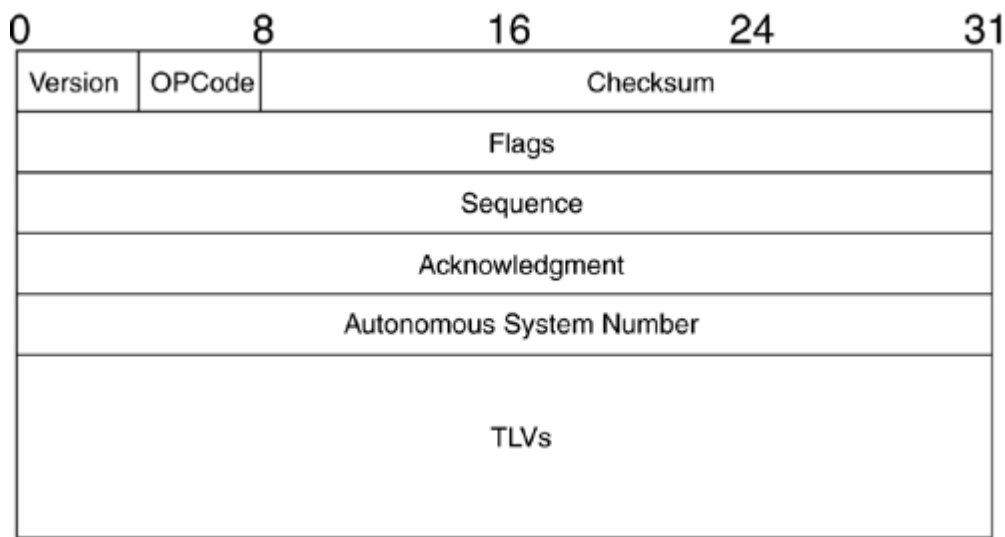 0 8 16 24 31
Version OPCode Checksum
Flags
Sequence
Acknowledgment
Autonomous System Number
TLVs